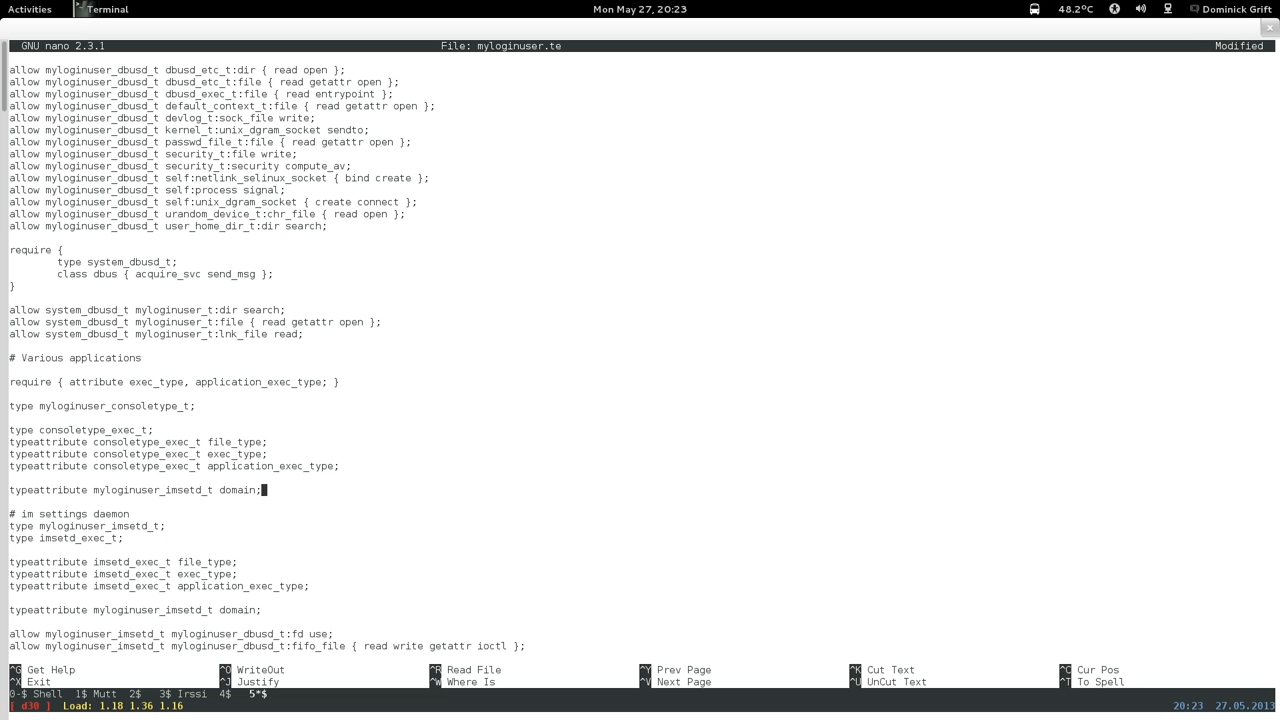 Activities Terminal Mon May 27, 20:23 48.2°C Dominick Grift
GNU nano 2.3.1 File: myloginuser.te Modified
allow myloginuser_dbusd_t dbusd_etc_t:dir { read open };
allow myloginuser_dbusd_t dbusd_etc_t:file { read getattr open };
allow myloginuser_dbusd_t dbusd_exec_t:file { read entrypoint };
allow myloginuser_dbusd_t default_context_t:file { read getattr open };
allow myloginuser_dbusd_t devlog_t:sock_file write;
allow myloginuser_dbusd_t kernel_t:unix_dgram_socket sendto;
allow myloginuser_dbusd_t passwd_file_t:file { read getattr open };
allow myloginuser_dbusd_t security_t:file write;
allow myloginuser_dbusd_t security_t:security compute_av;
allow myloginuser_dbusd_t self:netlink_selinux_socket { bind create };
allow myloginuser_dbusd_t self:process signal;
allow myloginuser_dbusd_t self:unix_dgram_socket { create connect };
allow myloginuser_dbusd_t urandom_device_t:chr_file { read open };
allow myloginuser_dbusd_t user_home_dir_t:dir search;
require {
type system_dbusd_t;
class dbus { acquire_svc send_msg };
}
allow system_dbusd_t myloginuser_t:dir search;
allow system_dbusd_t myloginuser_t:file { read getattr open };
allow system_dbusd_t myloginuser_t:lnk_file read;
# Various applications
require { attribute exec_type, application_exec_type; }
type myloginuser_consoletype_t;
type consoletype_exec_t;
typeattribute consoletype_exec_t file_type;
typeattribute consoletype_exec_t exec_type;
typeattribute consoletype_exec_t application_exec_type;
typeattribute myloginuser_imsetd_t domain;
# im settings daemon
type myloginuser_imsetd_t;
type imsetd_exec_t;
typeattribute imsetd_exec_t file_type;
typeattribute imsetd_exec_t exec_type;
typeattribute imsetd_exec_t application_exec_type;
typeattribute myloginuser_imsetd_t domain;
allow myloginuser_imsetd_t myloginuser_dbusd_t:fd use;
allow myloginuser_imsetd_t myloginuser_dbusd_t:fifo_file { read write getattr ioctl };
^G Get Help ^O WriteOut ^R Read File ^Y Prev Page ^K Cut Text ^C Cur Pos
^X Exit ^J Justify ^W Where Is ^V Next Page ^U UnCut Text ^T To Spell
0-$ Shell 1$ Mutt 2$ 3$ Irssi 4$ 5*$
[ d30 ] Load: 1.18 1.36 1.16 20:23 27.05.2013